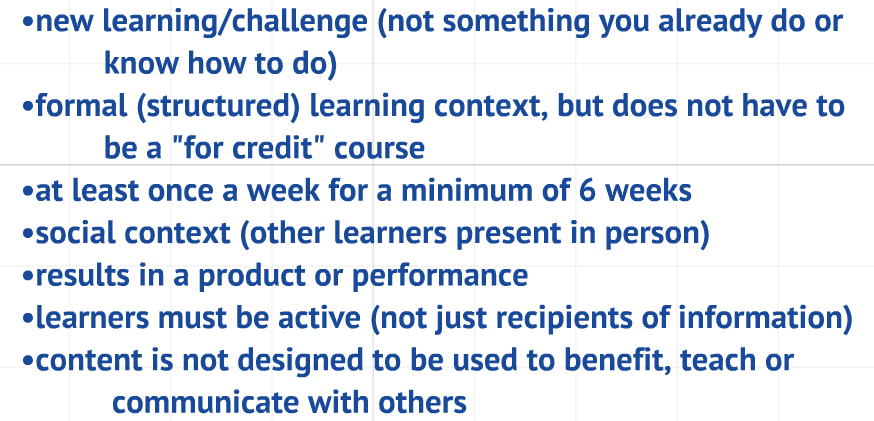 •new learning/challenge (not something you already do or
know how to do)
•formal (structured) learning context, but does not have to
be a "for credit" course
•at least once a week for a minimum of 6 weeks
•social context (other learners present in person)
•results in a product or performance
•learners must be active (not just recipients of information)
•content is not designed to be used to benefit, teach or
communicate with others